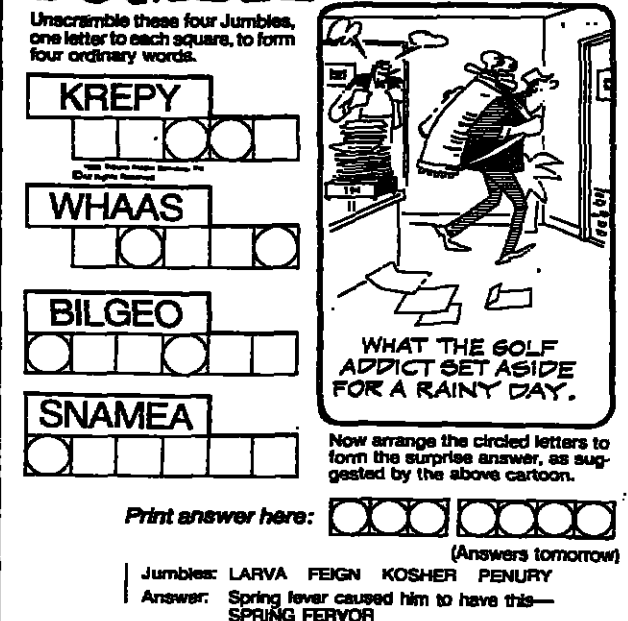 Unscramble these four Jumbles,
one letter to each square, to form
four ordinary words.
KREPY
WHAAS
BILGEO
SNAMEA
WHAT THE GOLF
ADDICT SET ASIDE
FOR A RAINY DAY.
Now arrange the circled letters to
form the surprise answer, as sug-
gested by the above cartoon.
Print answer here:
(Answers tomorrow)
Jumbles: LARVA FEIGN KOSHER PENURY
Answer: Spring fever caused him to have this—
SPRING FERVOR